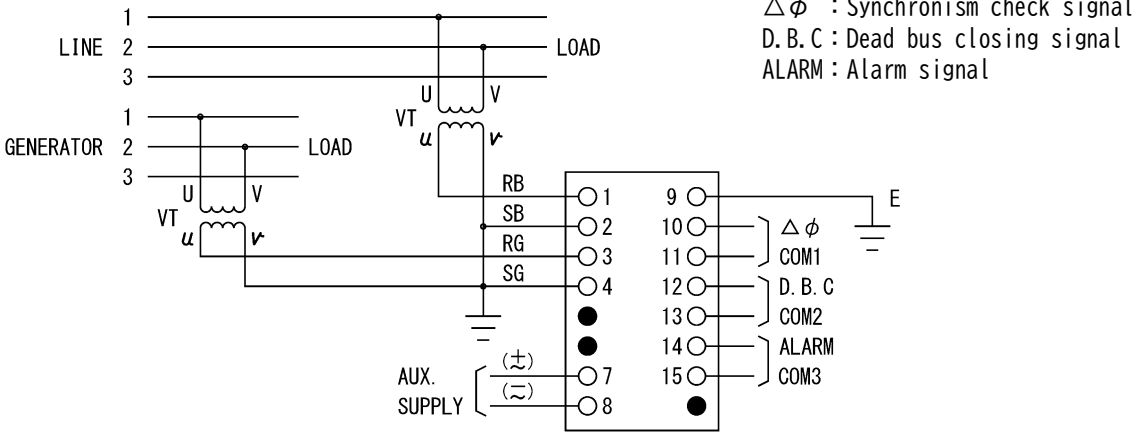 △φ : Synchronism check signal
D.B.C : Dead bus closing signal
ALARM : Alarm signal
1
LINE 2 LOAD
3
U V
VT
u v
1
GENERATOR 2 LOAD
3
U V
VT
u v
RB 1 9 E
SB 2 10 △φ
RG 3 11 COM1
SG 4 12 D.B.C
13 COM2
14 ALARM
AUX. (±~) 7 15 COM3
SUPPLY (−~) 8